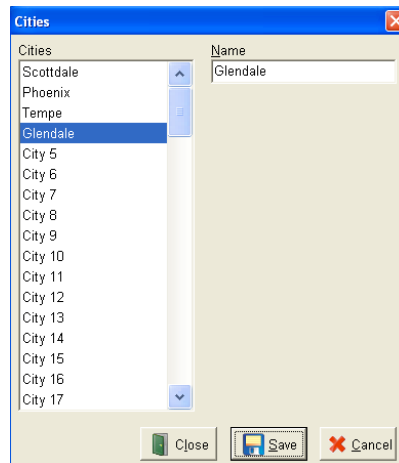 Cities
Cities
Scottdale
Phoenix
Tempe
Glendale
City 5
City 6
City 7
City 8
City 9
City 10
City 11
City 12
City 13
City 14
City 15
City 16
City 17
Name
Glendale
Close
Save
Cancel